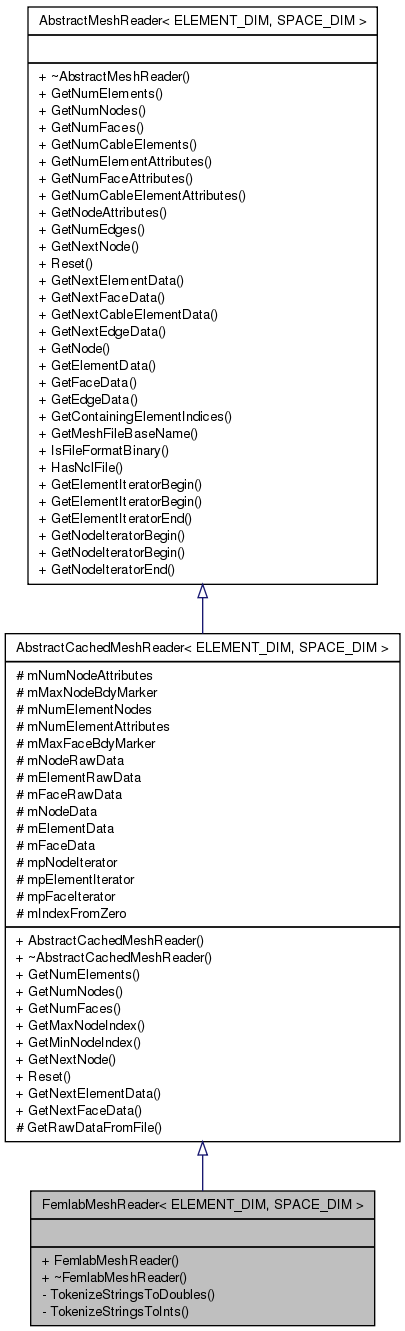 AbstractMeshReader< ELEMENT_DIM, SPACE_DIM >
+ ~AbstractMeshReader()
+ GetNumElements()
+ GetNumNodes()
+ GetNumFaces()
+ GetNumCableElements()
+ GetNumElementAttributes()
+ GetNumFaceAttributes()
+ GetNumCableElementAttributes()
+ GetNodeAttributes()
+ GetNumEdges()
+ GetNextNode()
+ Reset()
+ GetNextElementData()
+ GetNextFaceData()
+ GetNextCableElementData()
+ GetNextEdgeData()
+ GetNode()
+ GetElementData()
+ GetFaceData()
+ GetEdgeData()
+ GetContainingElementIndices()
+ GetMeshFileBaseName()
+ IsFileFormatBinary()
+ HasNclFile()
+ GetElementIteratorBegin()
+ GetElementIteratorBegin()
+ GetElementIteratorEnd()
+ GetNodeIteratorBegin()
+ GetNodeIteratorBegin()
+ GetNodeIteratorEnd()
AbstractCachedMeshReader< ELEMENT_DIM, SPACE_DIM >
# mNumNodeAttributes
# mMaxNodeBdyMarker
# mNumElementNodes
# mNumElementAttributes
# mMaxFaceBdyMarker
# mNodeRawData
# mElementRawData
# mFaceRawData
# mNodeData
# mElementData
# mFaceData
# mpNodeIterator
# mpElementIterator
# mpFaceIterator
# mIndexFromZero
+ AbstractCachedMeshReader()
+ ~AbstractCachedMeshReader()
+ GetNumElements()
+ GetNumNodes()
+ GetNumFaces()
+ GetMaxNodeIndex()
+ GetMinNodeIndex()
+ GetNextNode()
+ Reset()
+ GetNextElementData()
+ GetNextFaceData()
# GetRawDataFromFile()
FemlabMeshReader< ELEMENT_DIM, SPACE_DIM >
+ FemlabMeshReader()
+ ~FemlabMeshReader()
- TokenizeStringsToDoubles()
- TokenizeStringsToInts()